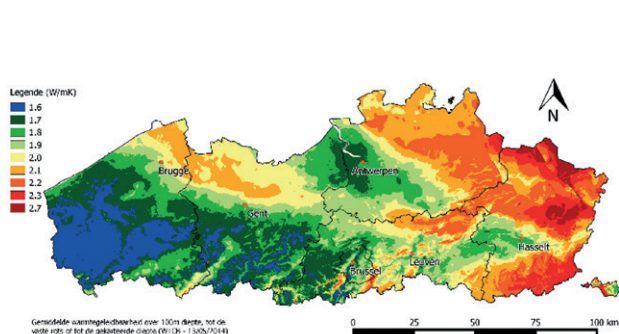 Legende (W/mK)
1.6
1.7
1.8
1.9
2.0
2.1
2.2
2.3
2.7
N
Brugge
Antwerpen
Gent
Hasselt
Leuven
Brussel
Gemiddelde warmtegeleidbaarheid over 100m diepte, tot de
vaste rots of tot de gekarteerde diepte (WTCB - 13/05/2014)
0 25 50 75 100 km